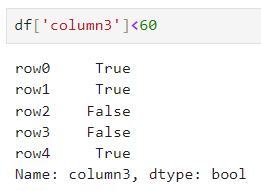 df['column3']<60
row0     True
row1     True
row2    False
row3    False
row4     True
Name: column3, dtype: bool